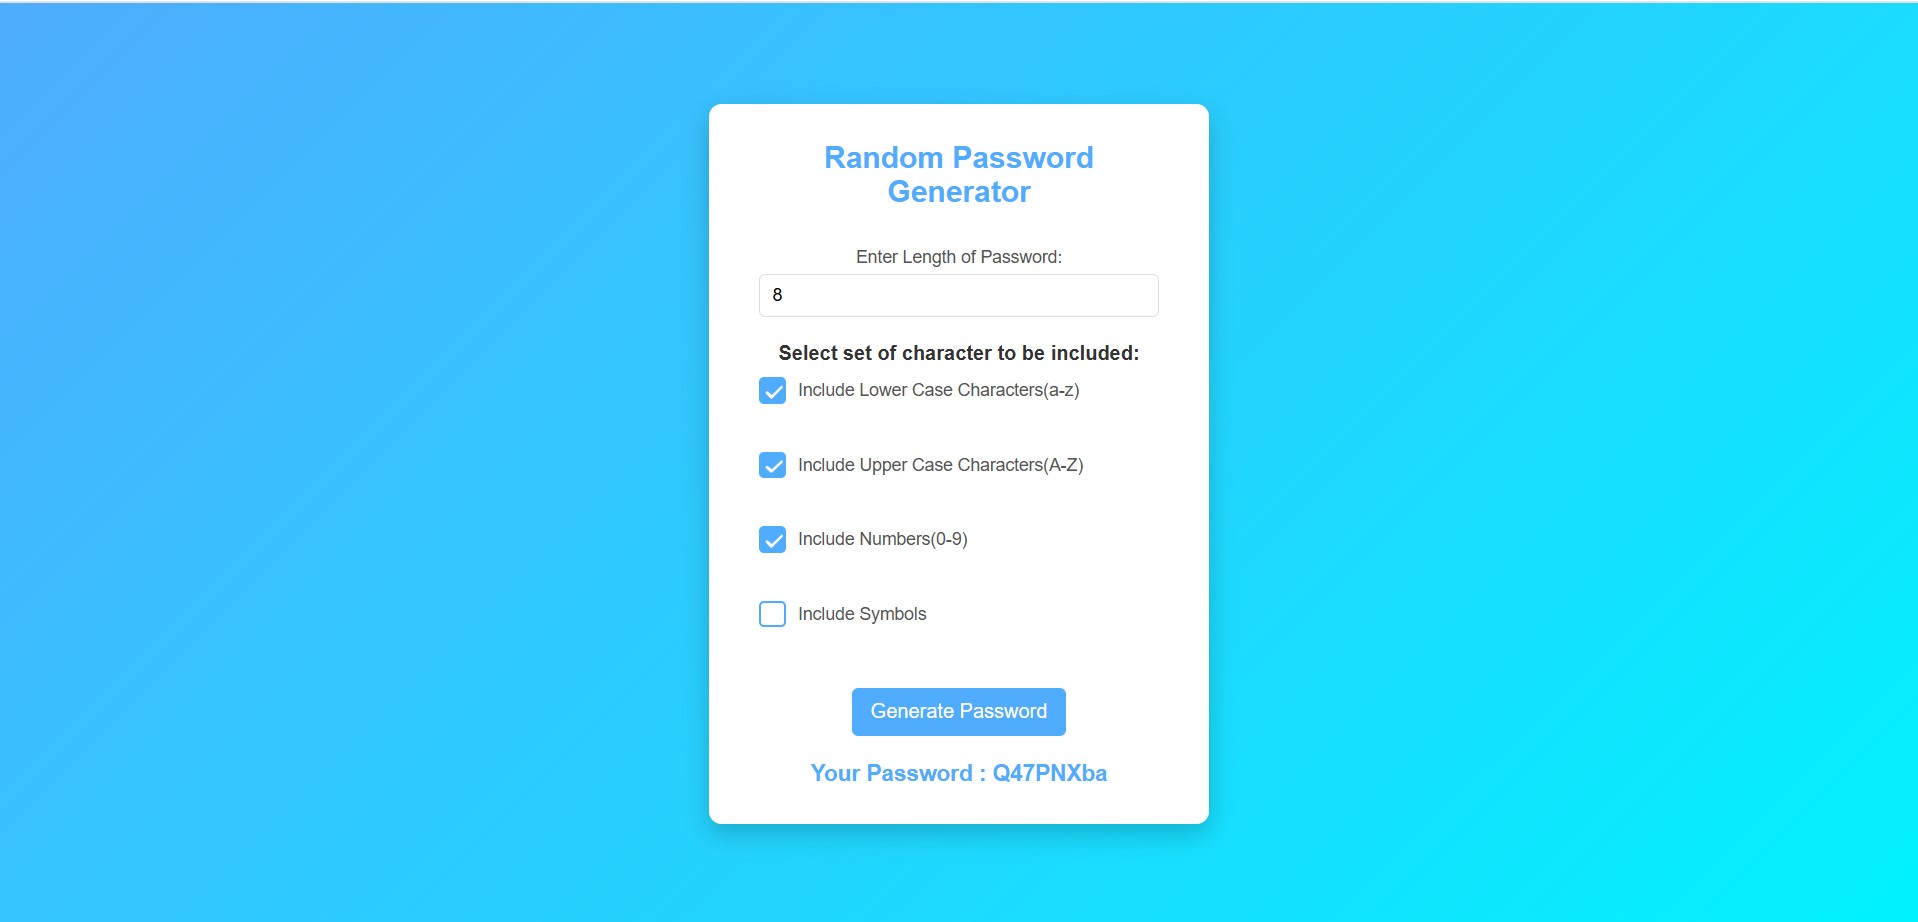 Random Password
Generator
Enter Length of Password:
8
Select set of character to be included:
Include Lower Case Characters(a-z)
Include Upper Case Characters(A-Z)
Include Numbers(0-9)
Include Symbols
Generate Password
Your Password : Q47PNXba